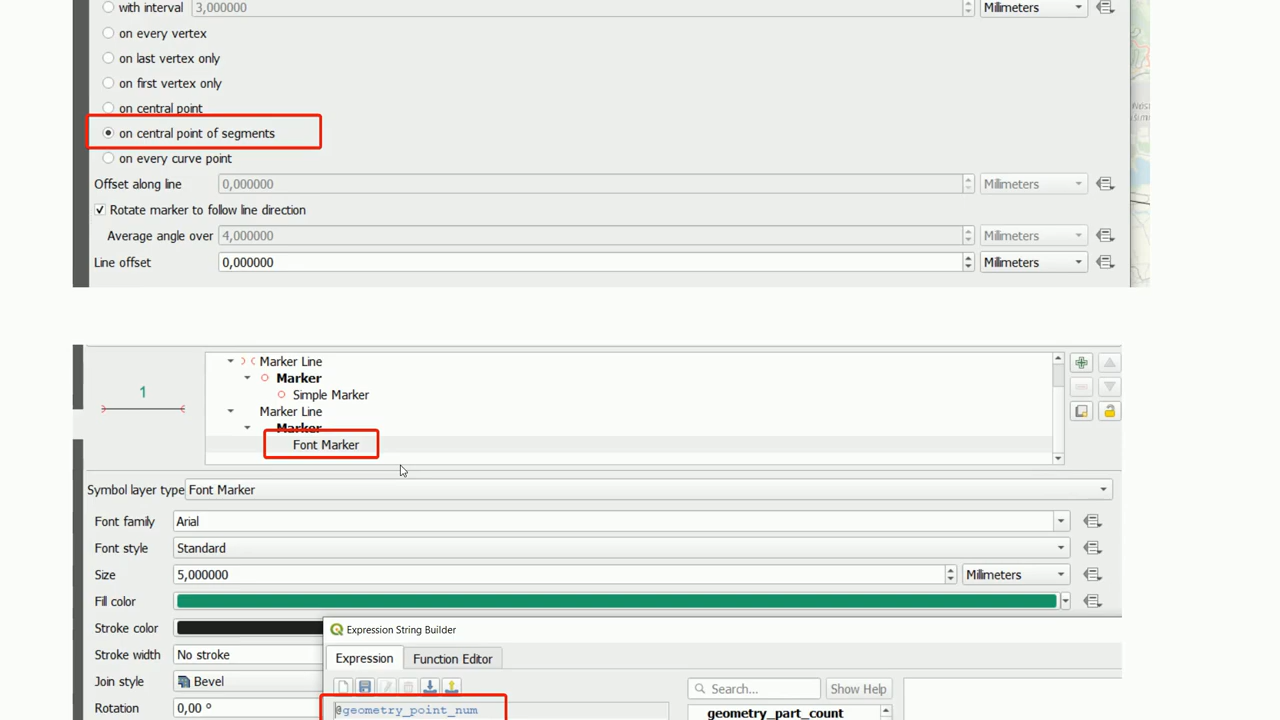 with interval 3,000000 Millimeters
on every vertex
on last vertex only
on first vertex only
on central point
on central point of segments
on every curve point
Offset along line 0,000000 Millimeters
Rotate marker to follow line direction
Average angle over 4,000000 Millimeters
Line offset 0,000000 Millimeters
Marker Line
Marker
1
Simple Marker
Marker Line
Marker
Font Marker
Symbol layer type Font Marker
Font family Arial
Font style Standard
Size 5,000000 Millimeters
Fill color
Stroke color
Expression String Builder
Stroke width No stroke
Expression Function Editor
Join style Bevel
Search... Show Help
Rotation 0,00 °
@geometry_point_num
geometry_part_count